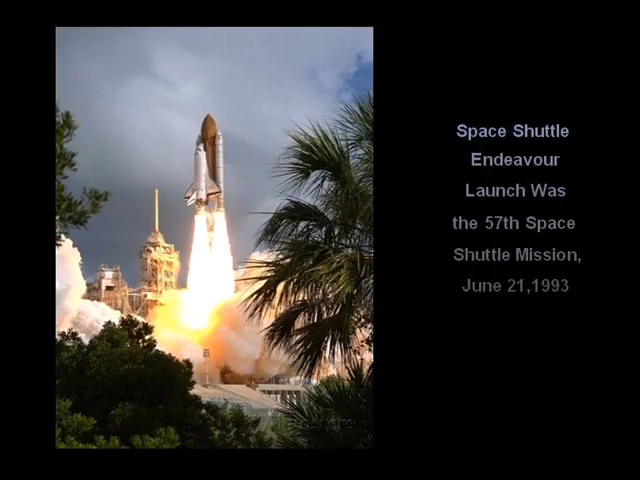 Space Shuttle
Endeavour
Launch Was
the 57th Space
Shuttle Mission,
June 21,1993